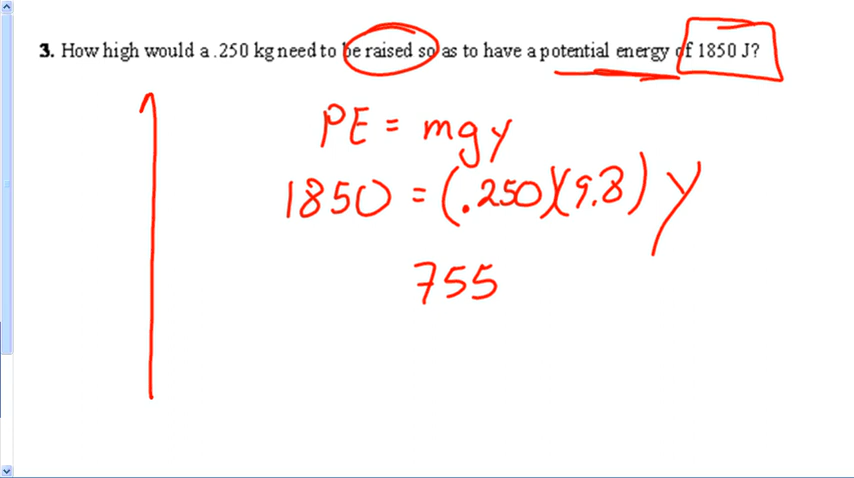 3. How high would a .250 kg need to be raised so as to have a potential energy of 1850 J?
PE = mgy
1850 = (.250)(9.8) y
755